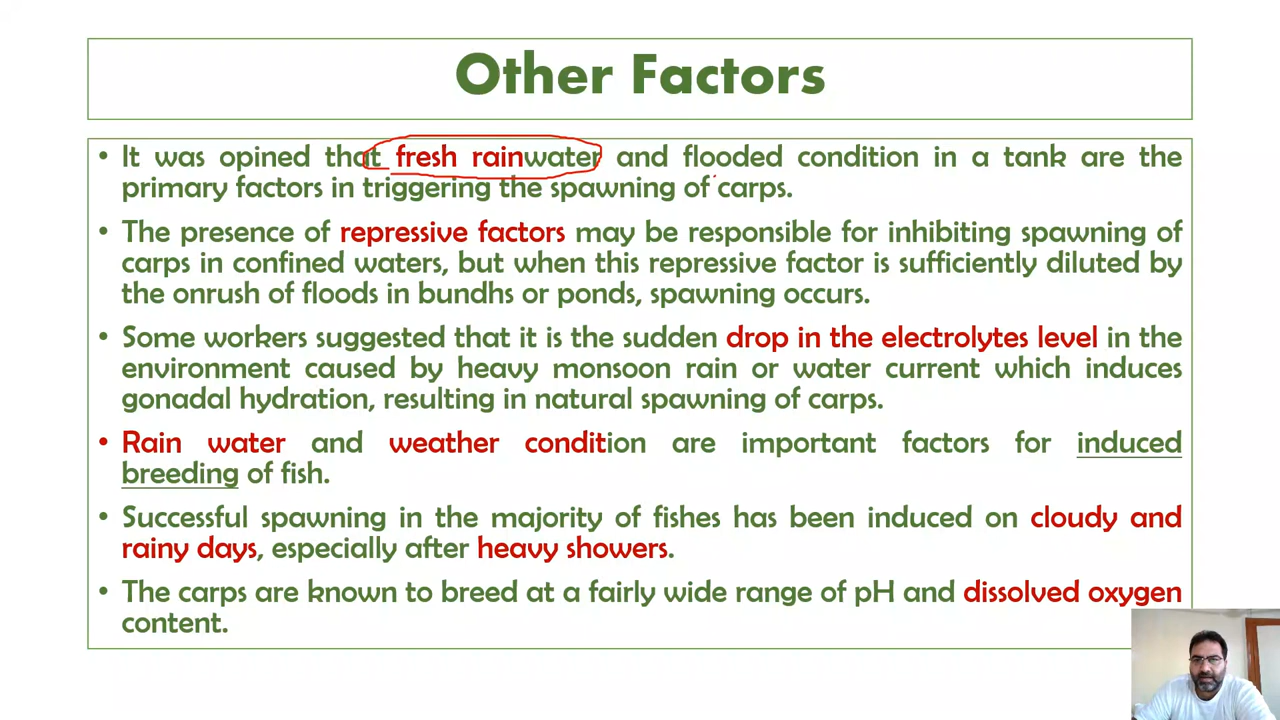 Other Factors
• It was opined that fresh rainwater and flooded condition in a tank are the
primary factors in triggering the spawning of carps.
• The presence of repressive factors may be responsible for inhibiting spawning of
carps in confined waters, but when this repressive factor is sufficiently diluted by
the onrush of floods in bundhs or ponds, spawning occurs.
• Some workers suggested that it is the sudden drop in the electrolytes level in the
environment caused by heavy monsoon rain or water current which induces
gonadal hydration, resulting in natural spawning of carps.
• Rain water and weather condition are important factors for induced
breeding of fish.
• Successful spawning in the majority of fishes has been induced on cloudy and
rainy days, especially after heavy showers.
• The carps are known to breed at a fairly wide range of pH and dissolved oxygen
content.